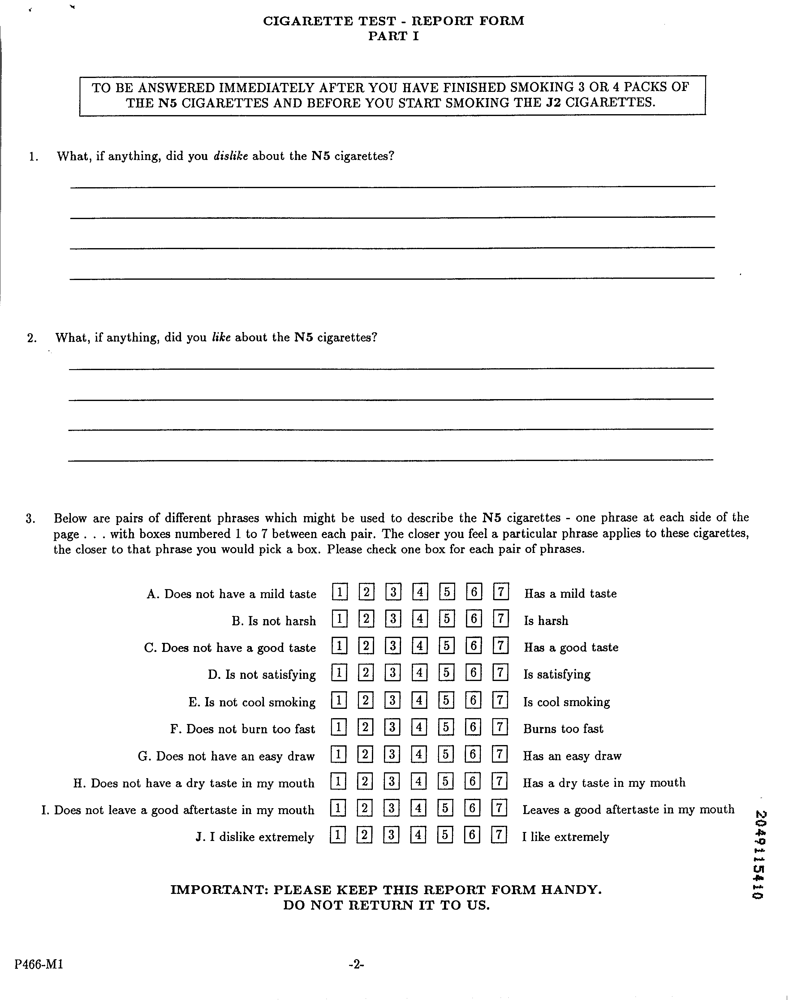 CIGARETTE TEST - REPORT FORM
PART I
TO BE ANSWERED IMMEDIATELY AFTER YOU HAVE FINISHED SMOKING 3 OR 4 PACKS OF
THE N5 CIGARETTES AND BEFORE YOU START SMOKING THE J2 CIGARETTES.
1. What, if anything, did you dislike about the N5 cigarettes?
2. What, if anything, did you like about the N5 cigarettes?
3. Below are pairs of different phrases which might be used to describe the N5 cigarettes - one phrase at each side of the
page . . . with boxes numbered 1 to 7 between each pair. The closer you feel a particular phrase applies to these cigarettes,
the closer to that phrase you would pick a box. Please check one box for each pair of phrases.
A. Does not have a mild taste 1 2 3 4 5 6 7 Has a mild taste
B. Is not harsh 1 2 3 4 5 6 7 Is harsh
C. Does not have a good taste 1 2 3 4 5 6 7 Has a good taste
D. Is not satisfying 1 2 3 4 5 6 7 Is satisfying
E. Is not cool smoking 1 2 3 4 5 6 7 Is cool smoking
F. Does not burn too fast 1 2 3 4 5 6 7 Burns too fast
G. Does not have an easy draw 1 2 3 4 5 6 7 Has an easy draw
H. Does not have a dry taste in my mouth 1 2 3 4 5 6 7 Has a dry taste in my mouth
I. Does not leave a good aftertaste in my mouth 1 2 3 4 5 6 7 Leaves a good aftertaste in my mouth
J. I dislike extremely 1 2 3 4 5 6 7 I like extremely
2049115410
IMPORTANT: PLEASE KEEP THIS REPORT FORM HANDY.
DO NOT RETURN IT TO US.
P466-M1 -2-